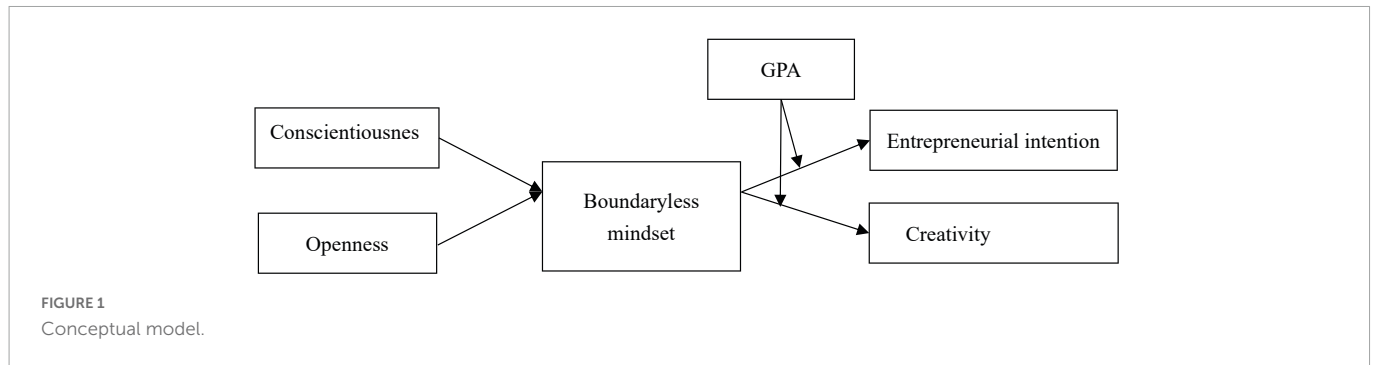 GPA
Conscientiousnes
Entrepreneurial intention
Boundaryless
mindset
Openness
Creativity
FIGURE 1
Conceptual model.